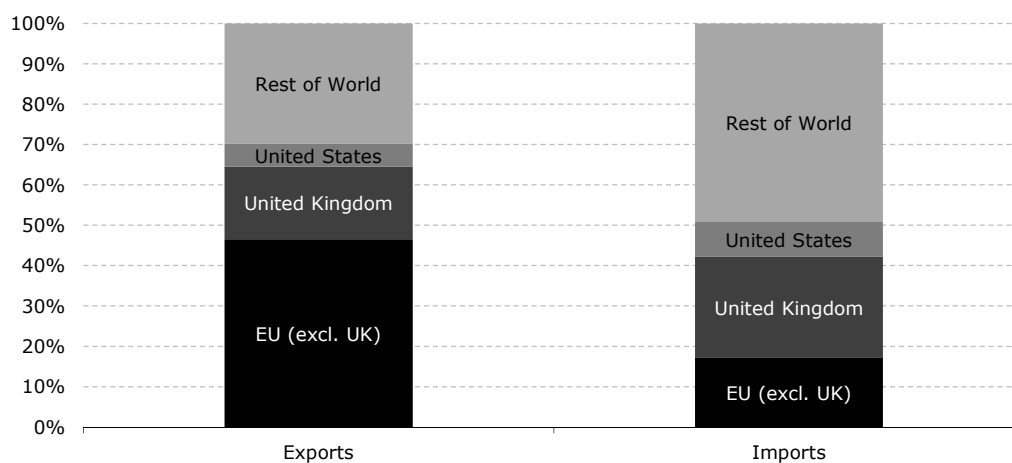 100%
90%
80%
70%
60%
50%
40%
30%
20%
10%
0%
Rest of World
United States
United Kingdom
EU (excl. UK)
Rest of World
United States
United Kingdom
EU (excl. UK)
Exports
Imports